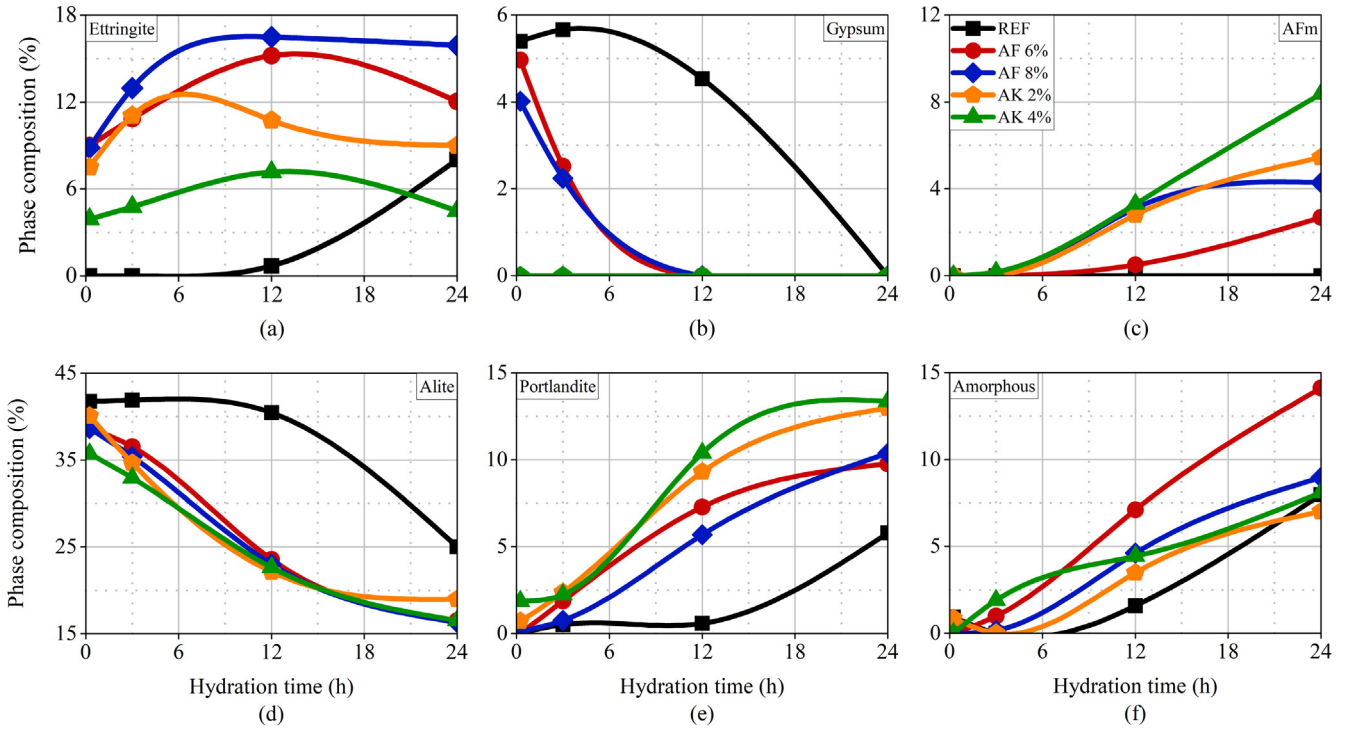 Phase composition (%)
18
12
6
0
Ettringite
0 6 12 18 24
(a)
6
4
2
0
Gypsum
0 6 12 18 24
(b)
12
8
4
0
AFm
REF
AF 6%
AF 8%
AK 2%
AK 4%
0 6 12 18 24
(c)
Phase composition (%)
45
35
25
15
Alite
0 6 12 18 24
Hydration time (h)
(d)
15
10
5
0
Portlandite
0 6 12 18 24
Hydration time (h)
(e)
15
10
5
0
Amorphous
0 6 12 18 24
Hydration time (h)
(f)